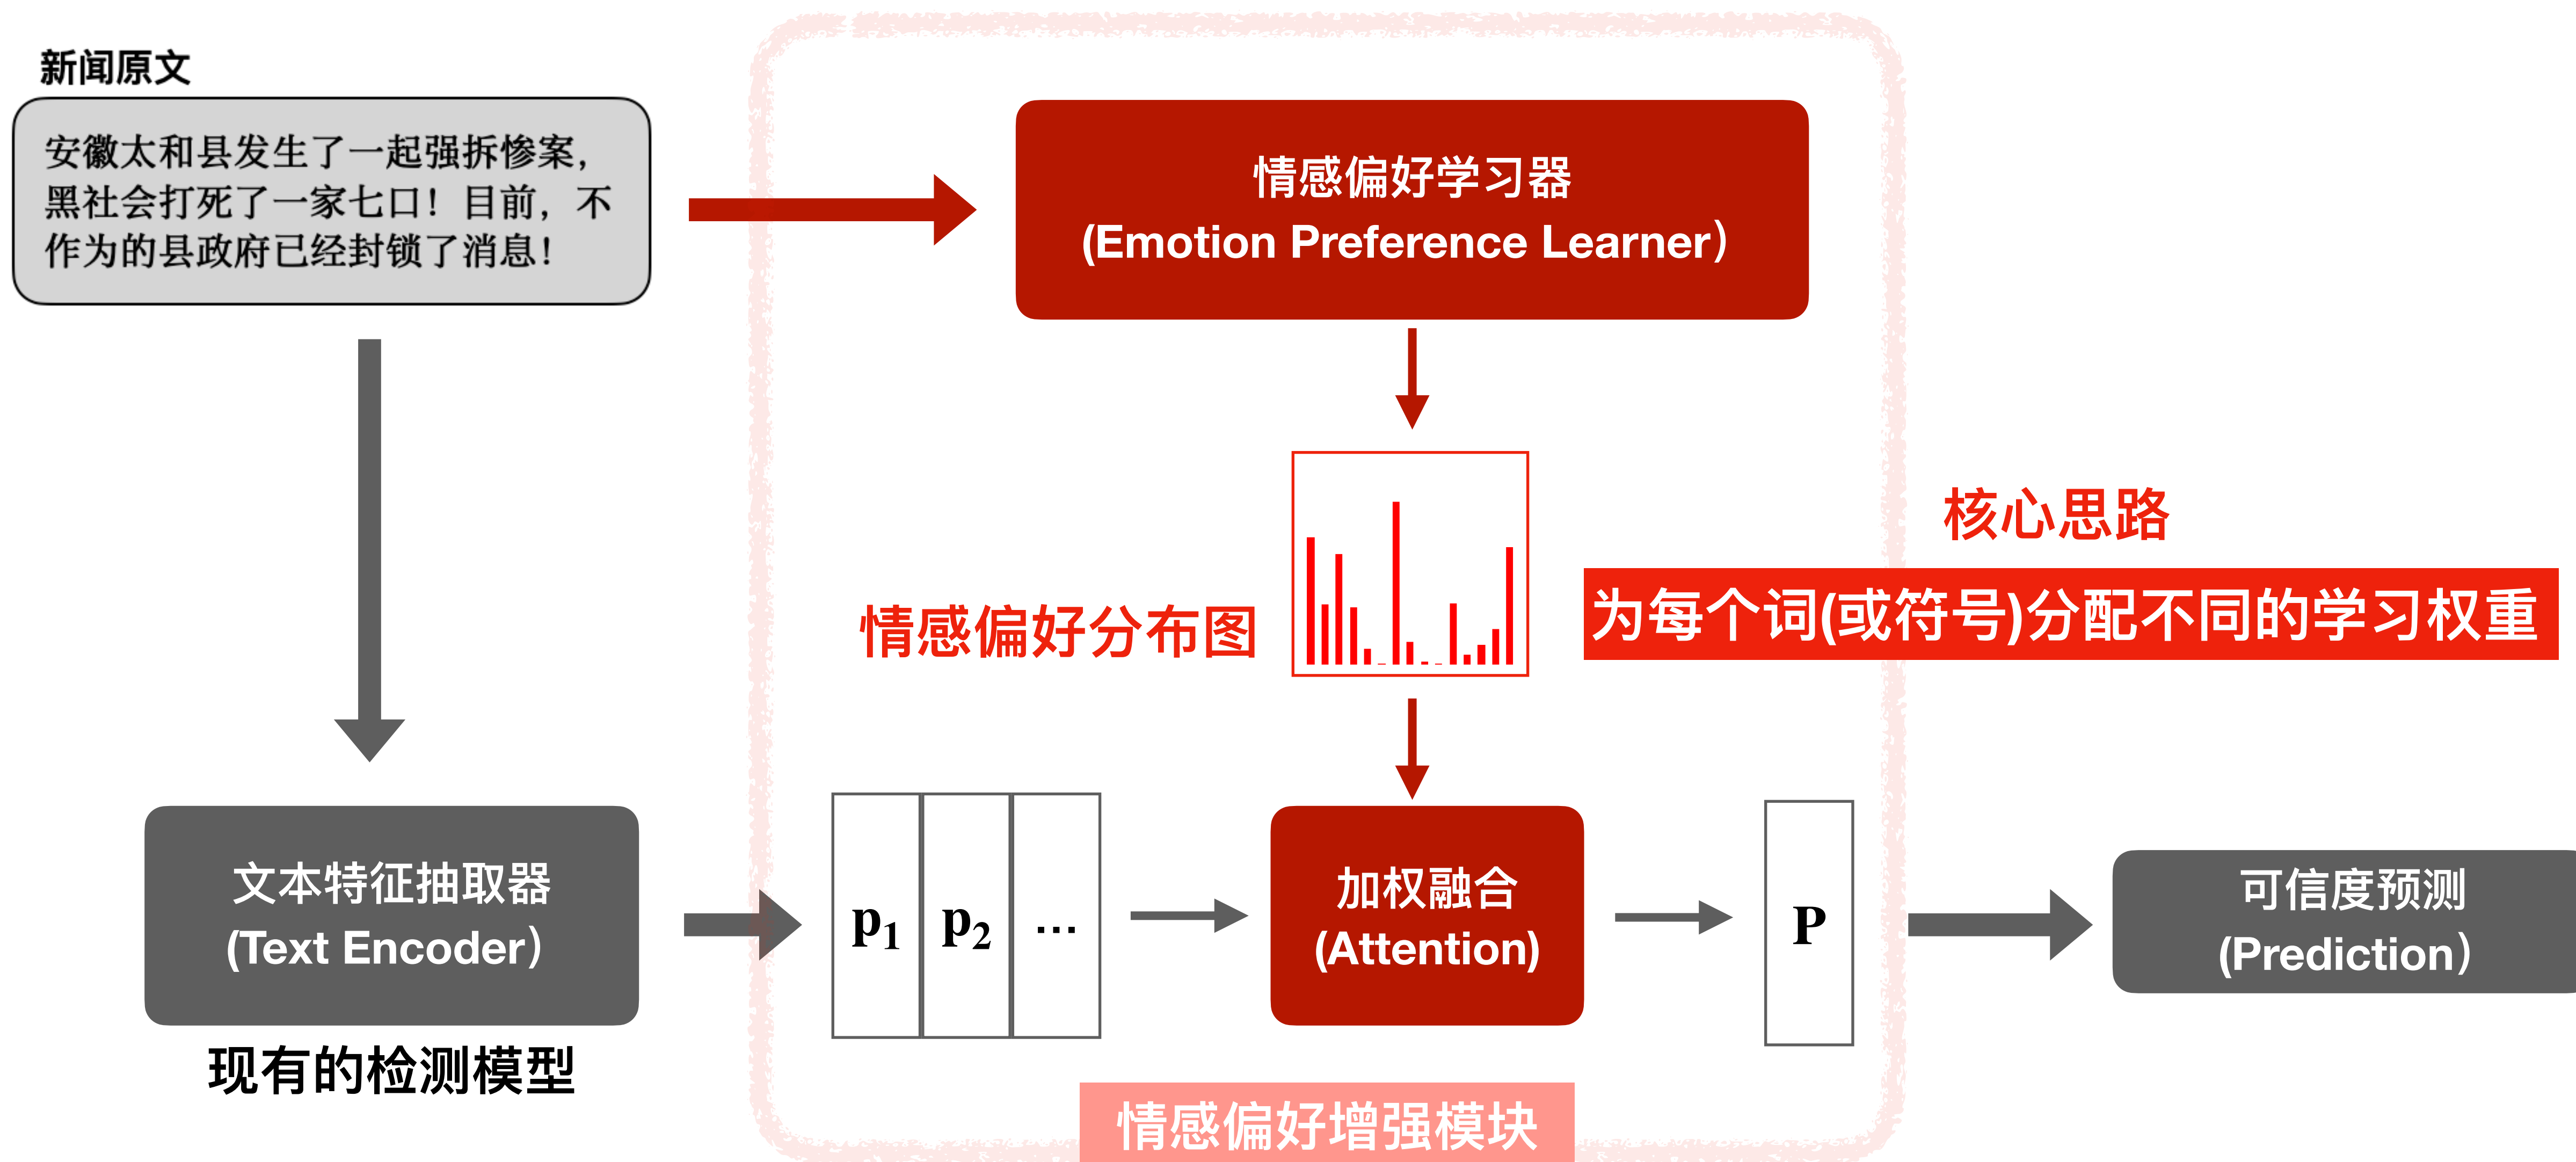 新闻原文
安徽太和县发生了一起强拆惨案，
黑社会打死了一家七口！目前，不
作为的县政府已经封锁了消息！
情感偏好学习器
(Emotion Preference Learner）
核心思路
为每个词(或符号)分配不同的学习权重
情感偏好分布图
文本特征抽取器
(Text Encoder）
现有的检测模型
p1 p2 ...
加权融合
(Attention)
P
可信度预测
(Prediction）
情感偏好增强模块